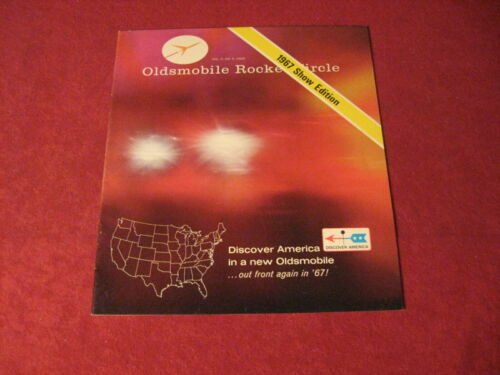 Oldsmobile Rocket Circle
1967 Show Edition
Discover America
in a new Oldsmobile
...out front again in '67!
DISCOVER AMERICA